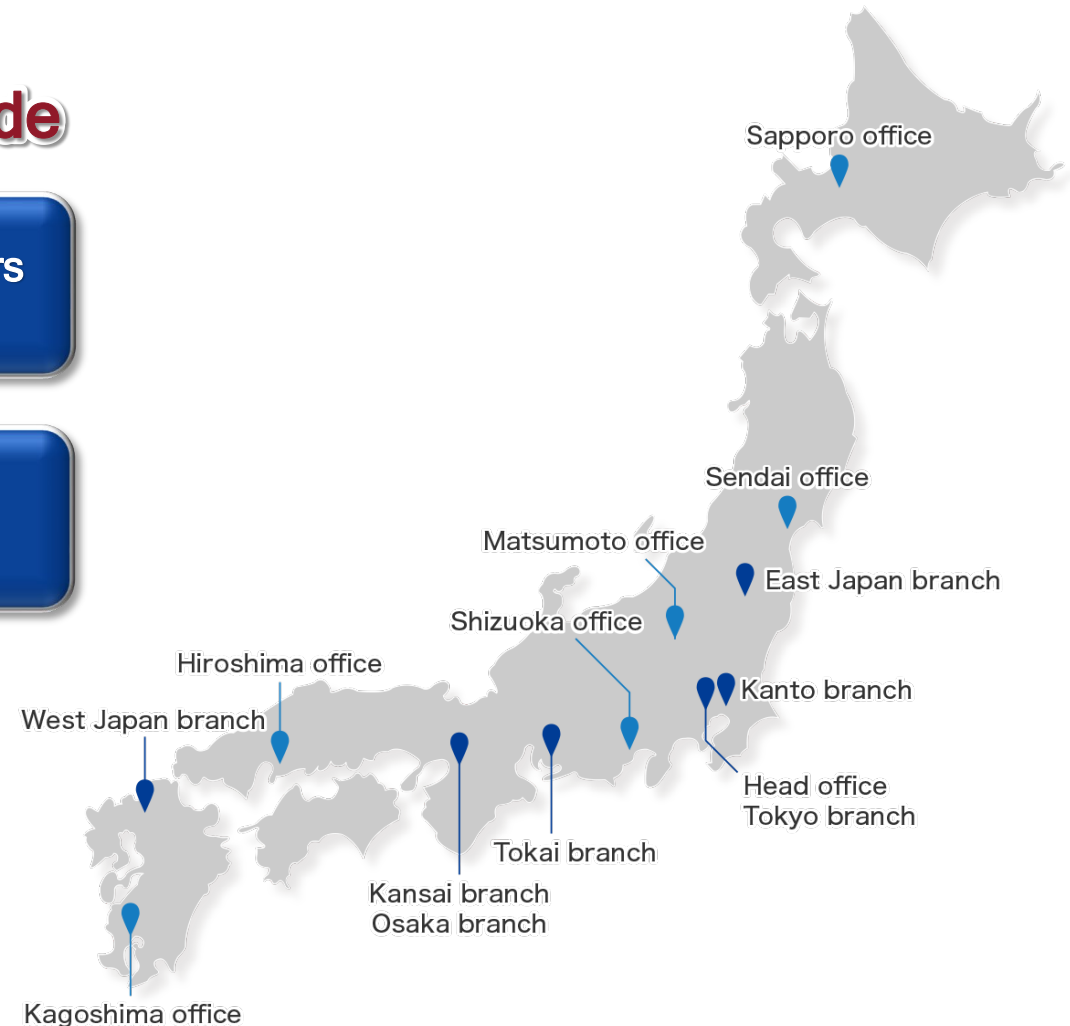 de
rs
Sapporo office
Sendai office
Matsumoto office
East Japan branch
Shizuoka office
Hiroshima office
Kanto branch
West Japan branch
Head office
Tokyo branch
Tokai branch
Kansai branch
Osaka branch
Kagoshima office